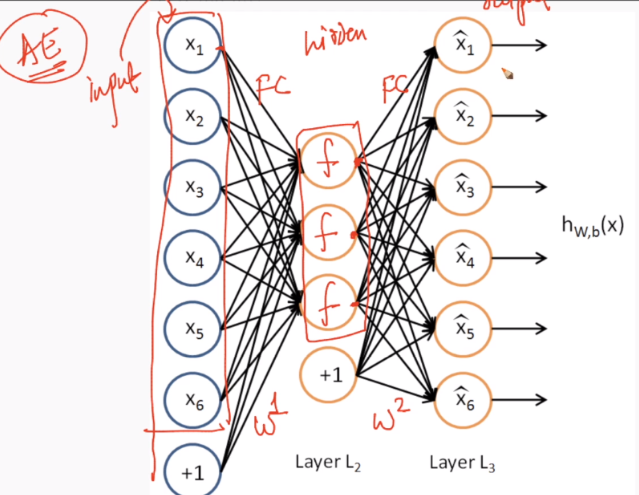 output
AE
input
hidden
FC
FC
x1
x2
x3
x4
x5
x6
+1
f
f
f
+1
x̂1
x̂2
x̂3
x̂4
x̂5
x̂6
hW,b(x)
W1
W2
Layer L2
Layer L3